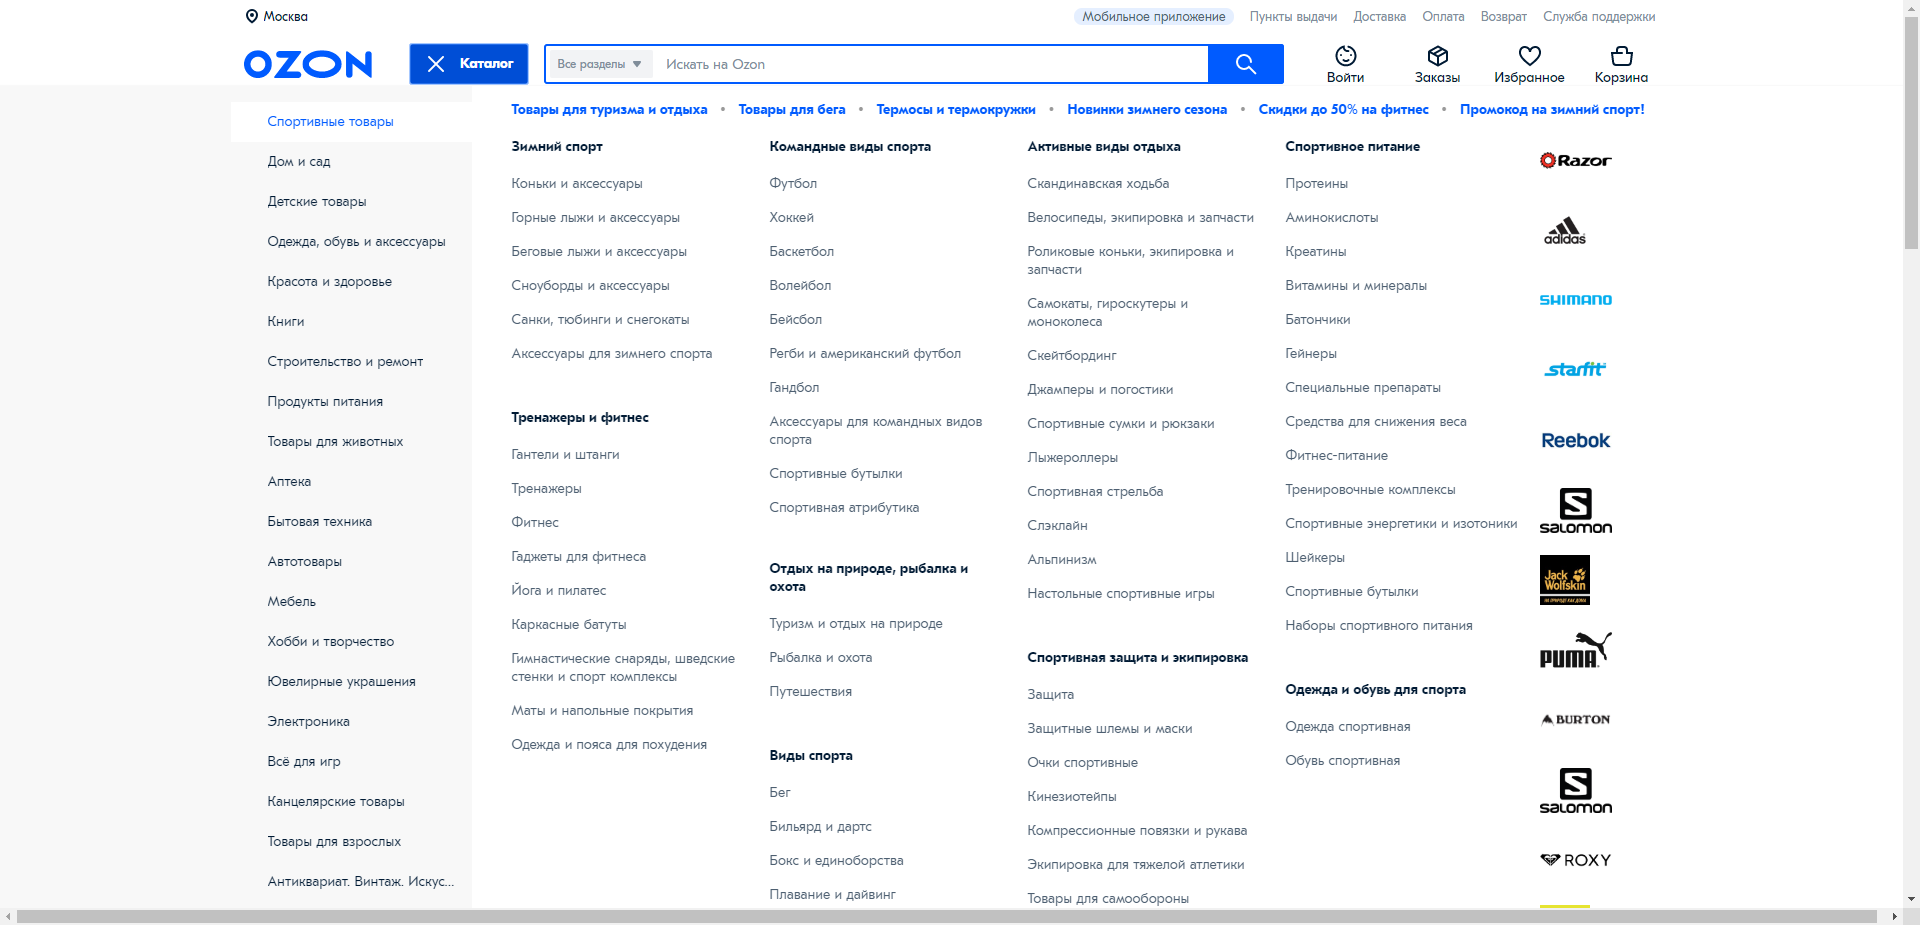 Москва
Мобильное приложение
Пункты выдачи
Доставка
Оплата
Возврат
Служба поддержки
OZON
Каталог
Все разделы
Искать на Ozon
Войти
Заказы
Избранное
Корзина
Спортивные товары
Дом и сад
Детские товары
Одежда, обувь и аксессуары
Красота и здоровье
Книги
Строительство и ремонт
Продукты питания
Товары для животных
Аптека
Бытовая техника
Автотовары
Мебель
Хобби и творчество
Ювелирные украшения
Электроника
Всё для игр
Канцелярские товары
Товары для взрослых
Антиквариат. Винтаж. Искус...
Товары для туризма и отдыха • Товары для бега • Термосы и термокружки • Новинки зимнего сезона • Скидки до 50% на фитнес • Промокод на зимний спорт!
Зимний спорт
Коньки и аксессуары
Горные лыжи и аксессуары
Беговые лыжи и аксессуары
Сноуборды и аксессуары
Санки, тюбинги и снегокаты
Аксессуары для зимнего спорта
Тренажеры и фитнес
Гантели и штанги
Тренажеры
Фитнес
Гаджеты для фитнеса
Йога и пилатес
Каркасные батуты
Гимнастические снаряды, шведские
стенки и спорт комплексы
Маты и напольные покрытия
Одежда и пояса для похудения
Командные виды спорта
Футбол
Хоккей
Баскетбол
Волейбол
Бейсбол
Регби и американский футбол
Гандбол
Аксессуары для командных видов
спорта
Спортивные бутылки
Спортивная атрибутика
Отдых на природе, рыбалка и
охота
Туризм и отдых на природе
Рыбалка и охота
Путешествия
Виды спорта
Бег
Бильярд и дартс
Бокс и единоборства
Плавание и дайвинг
Активные виды отдыха
Скандинавская ходьба
Велосипеды, экипировка и запчасти
Роликовые коньки, экипировка и
запчасти
Самокаты, гироскутеры и
моноколеса
Скейтбординг
Джамперы и погостики
Спортивные сумки и рюкзаки
Лыжероллеры
Спортивная стрельба
Слэклайн
Альпинизм
Настольные спортивные игры
Спортивная защита и экипировка
Защита
Защитные шлемы и маски
Очки спортивные
Кинезиотейпы
Компрессионные повязки и рукава
Экипировка для тяжелой атлетики
Товары для самообороны
Спортивное питание
Протеины
Аминокислоты
Креатины
Витамины и минералы
Батончики
Гейнеры
Специальные препараты
Средства для снижения веса
Фитнес-питание
Тренировочные комплексы
Спортивные энергетики и изотоники
Шейкеры
Спортивные бутылки
Наборы спортивного питания
Одежда и обувь для спорта
Одежда спортивная
Обувь спортивная
Razor
adidas
SHIMANO
starfit
Reebok
SALOMON
Jack
Wolfskin
НА ПРИРОДЕ КАК ДОМА
PUMA
BURTON
SALOMON
ROXY